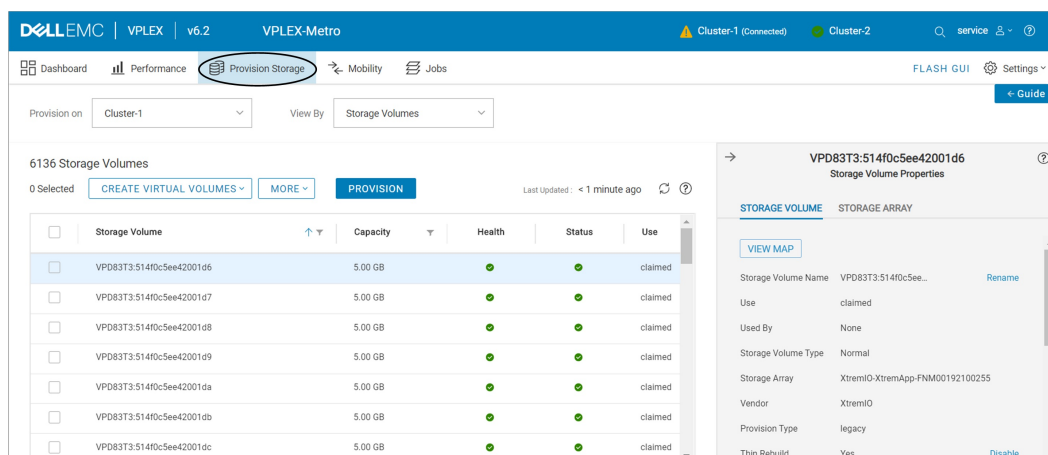 DELLEMC | VPLEX | v6.2 VPLEX-Metro Cluster-1 (Connected) Cluster-2 service
Dashboard Performance Provision Storage Mobility Jobs FLASH GUI Settings
← Guide
Provision on Cluster-1 View By Storage Volumes
6136 Storage Volumes
0 Selected CREATE VIRTUAL VOLUMES MORE PROVISION Last Updated : < 1 minute ago
Storage Volume Capacity Health Status Use
VPD83T3:514f0c5ee42001d6 5.00 GB claimed
VPD83T3:514f0c5ee42001d7 5.00 GB claimed
VPD83T3:514f0c5ee42001d8 5.00 GB claimed
VPD83T3:514f0c5ee42001d9 5.00 GB claimed
VPD83T3:514f0c5ee42001da 5.00 GB claimed
VPD83T3:514f0c5ee42001db 5.00 GB claimed
VPD83T3:514f0c5ee42001dc 5.00 GB claimed
VPD83T3:514f0c5ee42001d6
Storage Volume Properties
STORAGE VOLUME STORAGE ARRAY
VIEW MAP
Storage Volume Name VPD83T3:514f0c5ee... Rename
Use claimed
Used By None
Storage Volume Type Normal
Storage Array XtremIO-XtremApp-FNM00192100255
Vendor XtremIO
Provision Type legacy
Thin Rebuild Yes Disable